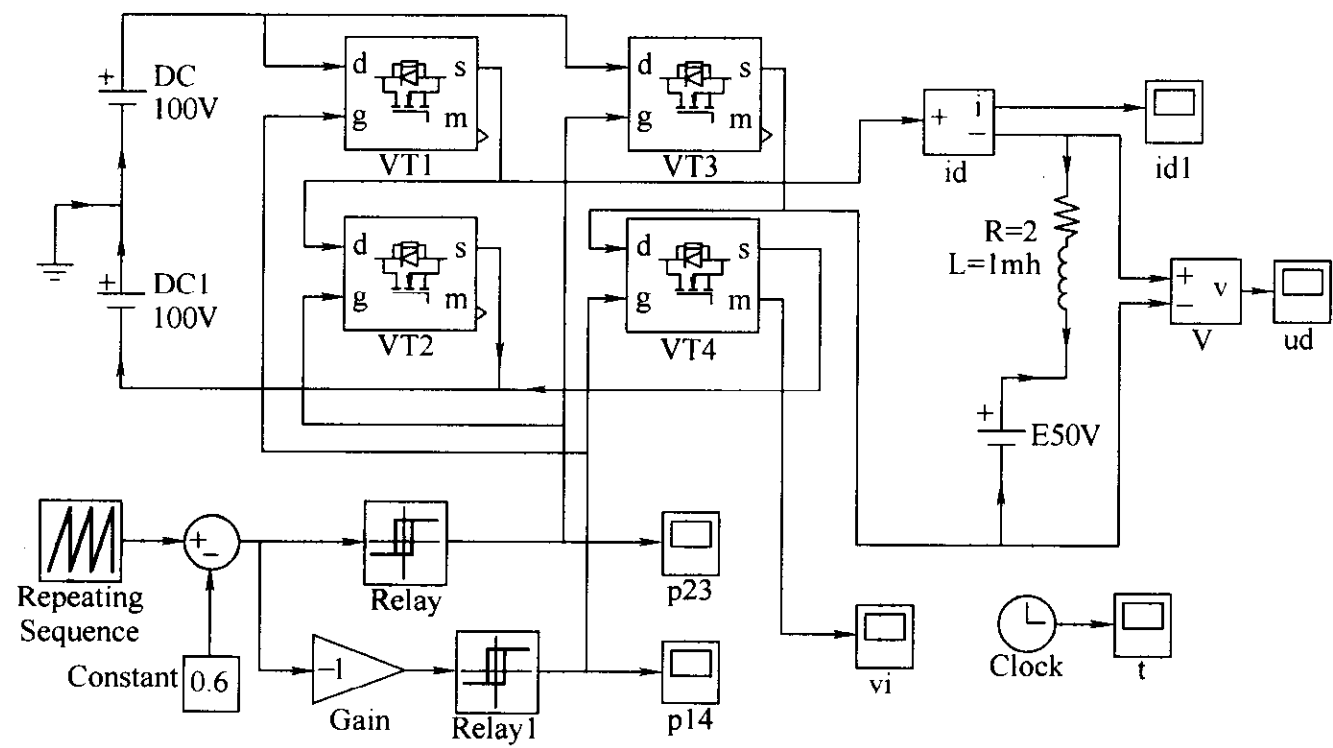 DC
100V
+
d s
g m
VT1
d s
g m
VT3
+ i
−
id
id1
R=2
L=1mh
+
DC1
100V
d s
g m
VT2
d s
g m
VT4
+
− v
V
ud
+
E50V
+
−
Repeating
Sequence
Constant
0.6
Relay
−1
Gain
Relay1
p23
p14
vi
Clock
t
+